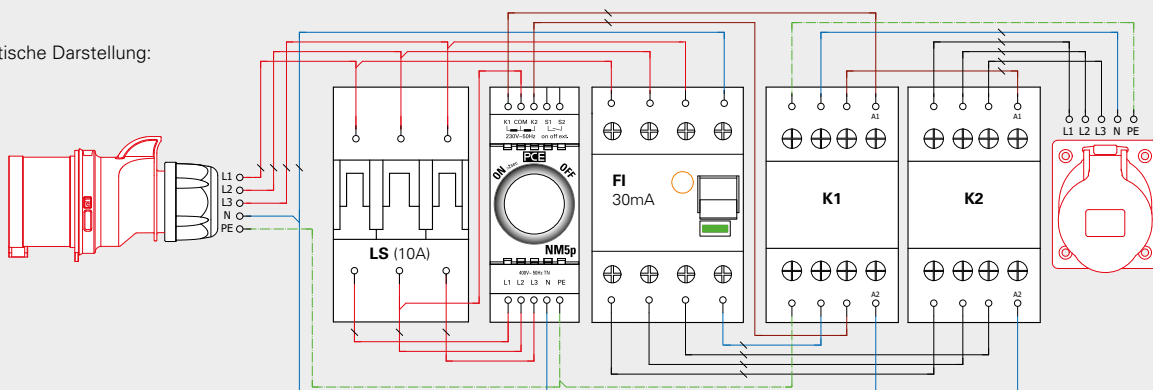 tische Darstellung:
L1
L2
L3
N
PE
LS (10A)
K1 COM K2 S1 S2
230V~50Hz on off ext.
PCE
ON ~2sec OFF
NM5p
400V~ 50Hz TN
L1 L2 L3 N PE
FI
30mA
A1
K1
A2
A1
K2
A2
L1 L2 L3 N PE